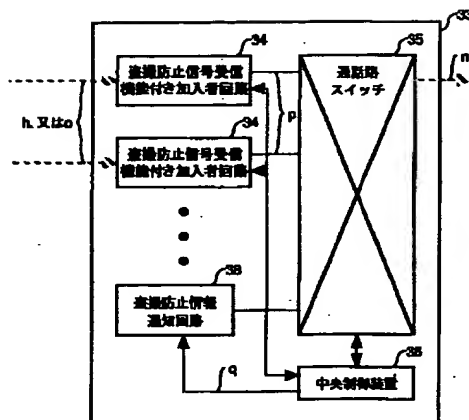 33
34
盗撮防止信号受信
機能付き加入者回路
35
通話路
スイッチ
n
h 又は o
p
34
盗撮防止信号受信
機能付き加入者回路
38
盗撮防止情報
通知回路
q
36
中央制御装置